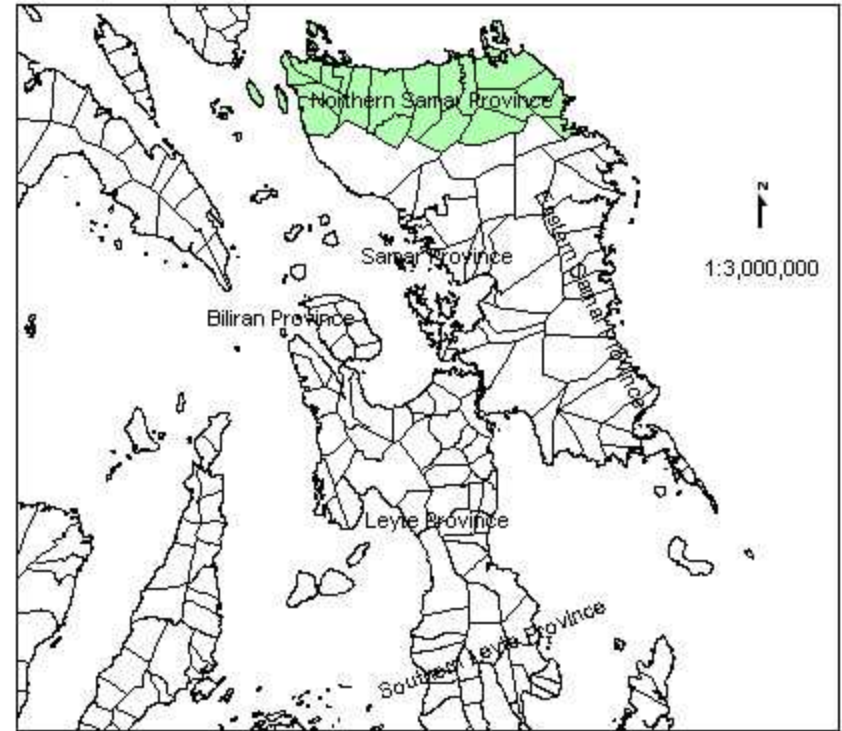 Northern Samar Province
N
Samar Province
Eastern Samar Province
1:3,000,000
Biliran Province
Leyte Province
Southern Leyte Province